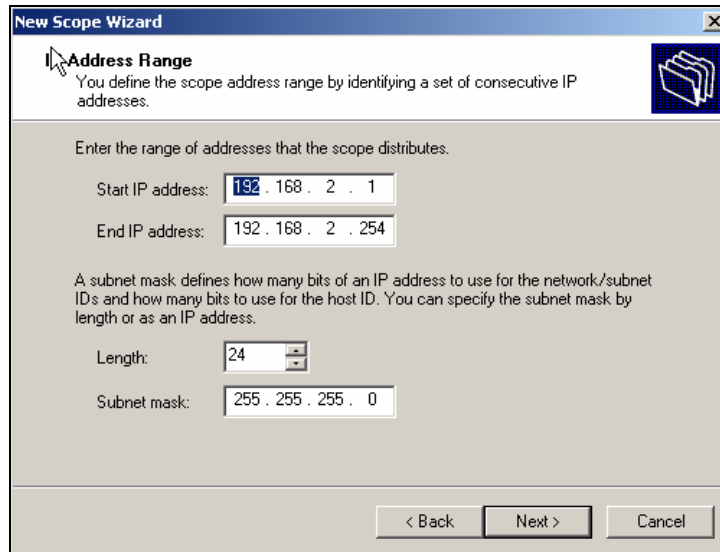 New Scope Wizard
IP Address Range
You define the scope address range by identifying a set of consecutive IP
addresses.
Enter the range of addresses that the scope distributes.
Start IP address: 192 . 168 . 2 . 1
End IP address: 192 . 168 . 2 . 254
A subnet mask defines how many bits of an IP address to use for the network/subnet
IDs and how many bits to use for the host ID. You can specify the subnet mask by
length or as an IP address.
Length: 24
Subnet mask: 255 . 255 . 255 . 0
< Back Next > Cancel